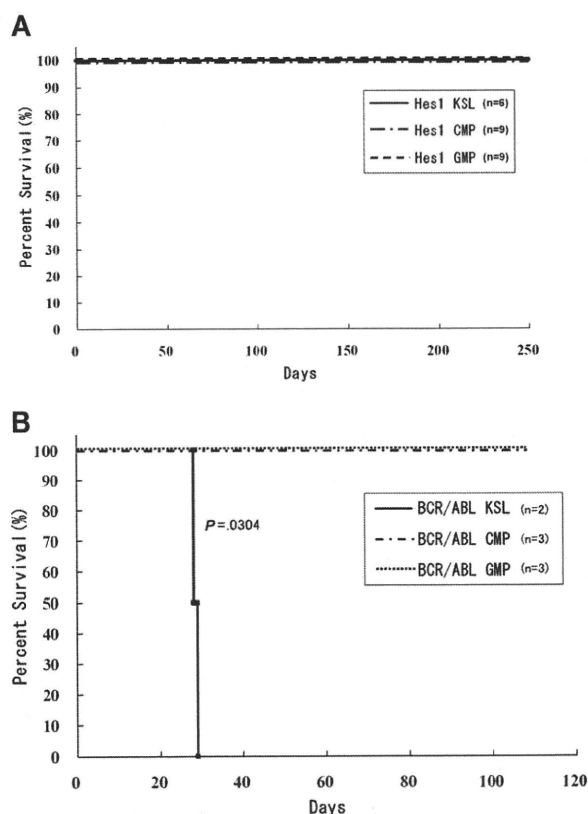 A
Percent Survival(%)
100
90
80
70
60
50
40
30
20
10
0
0 50 100 150 200 250
Days
Hes1 KSL (n=6)
Hes1 CMP (n=9)
Hes1 GMP (n=9)
B
Percent Survival(%)
100
90
80
70
60
50
40
30
20
10
0
0 20 40 60 80 100 120
Days
P=.0304
BCR/ABL KSL (n=2)
BCR/ABL CMP (n=3)
BCR/ABL GMP (n=3)